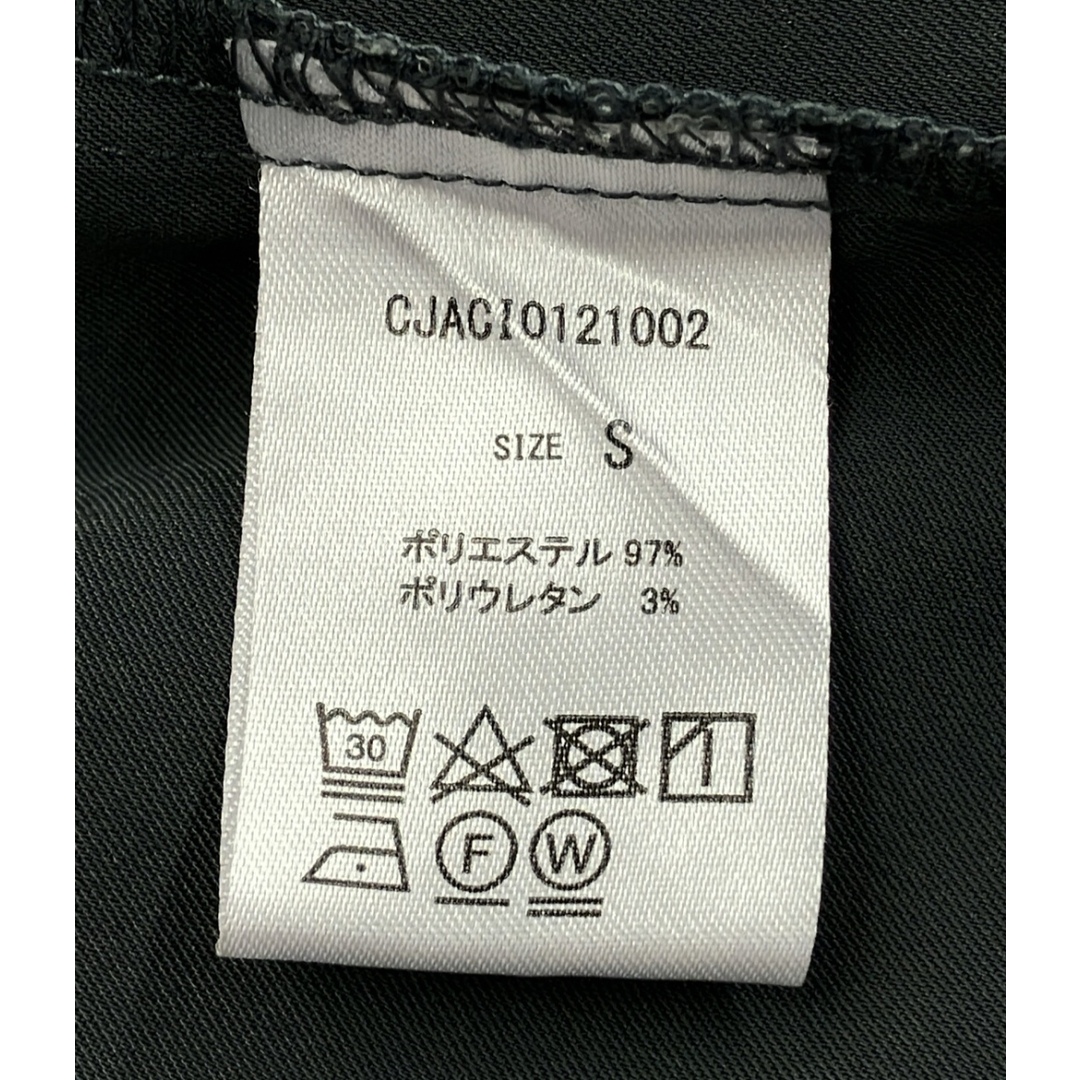 CJACI0121002
SIZE S
ポリエステル 97%
ポリウレタン 3%
30
F W